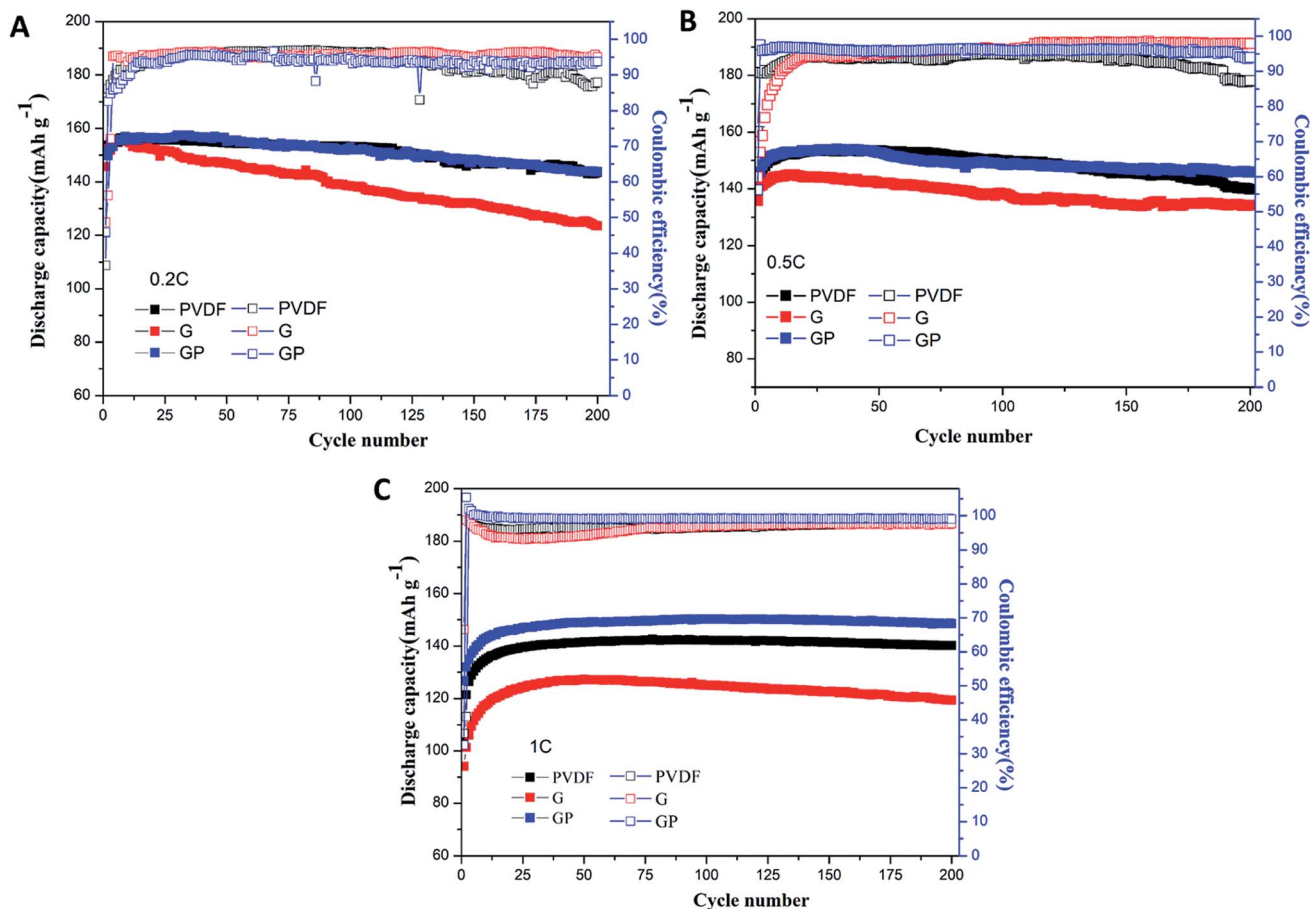 A
Discharge capacity(mAh g-1)
200
180
160
140
120
100
80
60
0.2C
PVDF PVDF
G G
GP GP
0 25 50 75 100 125 150 175 200
Cycle number
100
90
80
70
60
50
40
30
20
10
0
Coulombic efficiency(%)
B
Discharge capacity(mAh g-1)
200
180
160
140
120
100
80
0.5C
PVDF PVDF
G G
GP GP
0 50 100 150 200
Cycle number
100
90
80
70
60
50
40
30
20
10
0
Coulombic efficiency(%)
C
Discharge capacity(mAh g-1)
200
180
160
140
120
100
80
60
1C
PVDF PVDF
G G
GP GP
0 25 50 75 100 125 150 175 200
Cycle number
100
90
80
70
60
50
40
30
20
10
0
Coulombic efficiency(%)